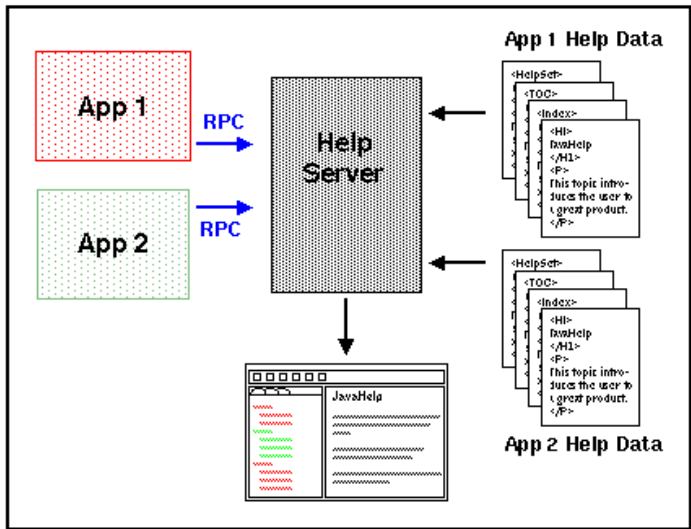 App 1 Help Data
App 1
RPC
Help
Server
<HelpSet>
<TOC>
<Index>
<H1>
JavaHelp
</H1>
<P>
This topic intro-
duces the user to
a great product.
</P>
App 2
RPC
<HelpSet>
<TOC>
<Index>
<H1>
JavaHelp
</H1>
<P>
This topic intro-
duces the user to
a great product.
</P>
JavaHelp
App 2 Help Data